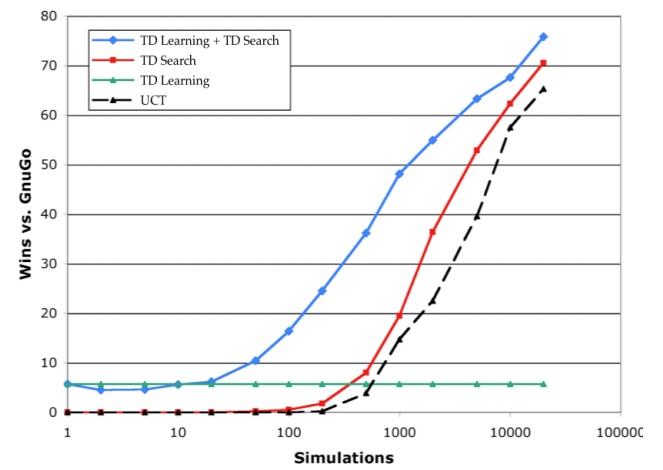 80
70
60
50
40
30
20
10
0
Wins vs. GnuGo
TD Learning + TD Search
TD Search
TD Learning
UCT
1 10 100 1000 10000 100000
Simulations